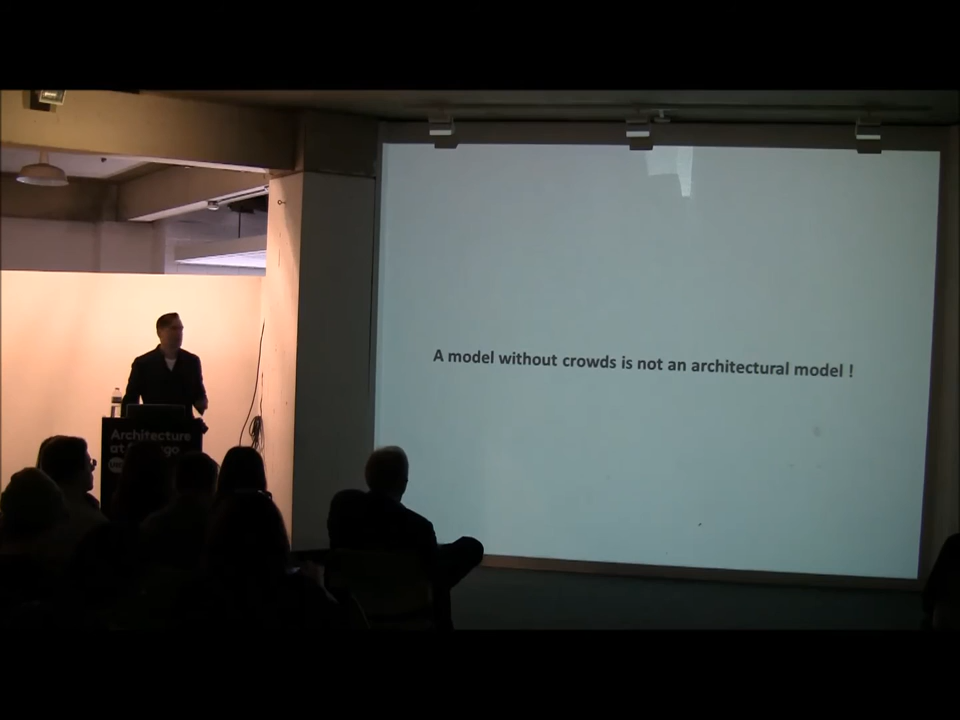 A model without crowds is not an architectural model !
Architecture
at